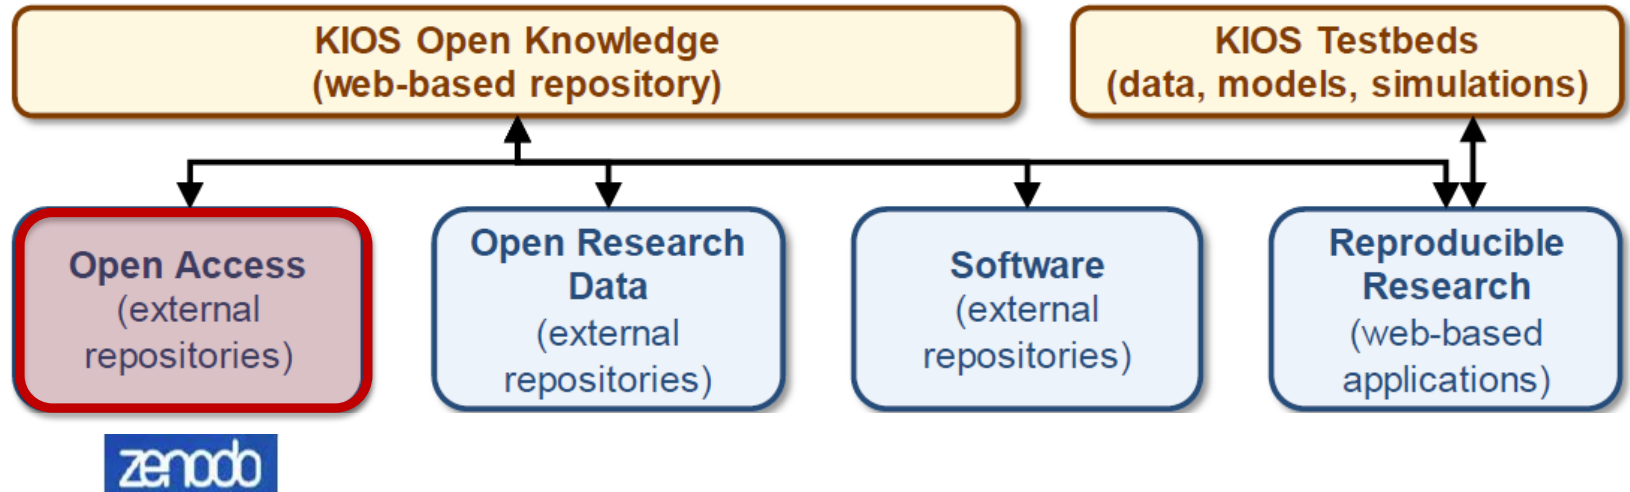 KIOS Open Knowledge
(web-based repository)
KIOS Testbeds
(data, models, simulations)
Open Access
(external
repositories)
Open Research
Data
(external
repositories)
Software
(external
repositories)
Reproducible
Research
(web-based
applications)
zenodo